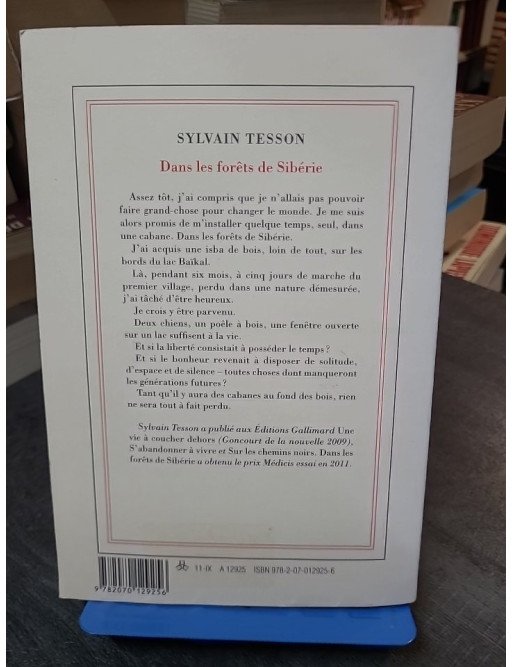 SYLVAIN TESSON
Dans les forêts de Sibérie
Assez tôt, j'ai compris que je n'allais pas pouvoir
faire grand-chose pour changer le monde. Je me suis
alors promis de m'installer quelque temps, seul, dans
une cabane. Dans les forêts de Sibérie.
J'ai acquis une isba de bois, loin de tout, sur les
bords du lac Baïkal.
Là, pendant six mois, à cinq jours de marche du
premier village, perdu dans une nature démesurée,
j'ai tâché d'être heureux.
Je crois y être parvenu.
Deux chiens, un poêle à bois, une fenêtre ouverte
sur un lac suffisent à la vie.
Et si la liberté consistait à posséder le temps ?
Et si le bonheur revenait à disposer de solitude,
d'espace et de silence – toutes choses dont manqueront
les générations futures ?
Tant qu'il y aura des cabanes au fond des bois, rien
ne sera tout à fait perdu.
Sylvain Tesson a publié aux Éditions Gallimard Une
vie à coucher dehors (Goncourt de la nouvelle 2009),
S'abandonner à vivre et Sur les chemins noirs. Dans les
forêts de Sibérie a obtenu le prix Médicis essai en 2011.
11-IX A 12925 ISBN 978-2-07-012925-6
9 782070 129256